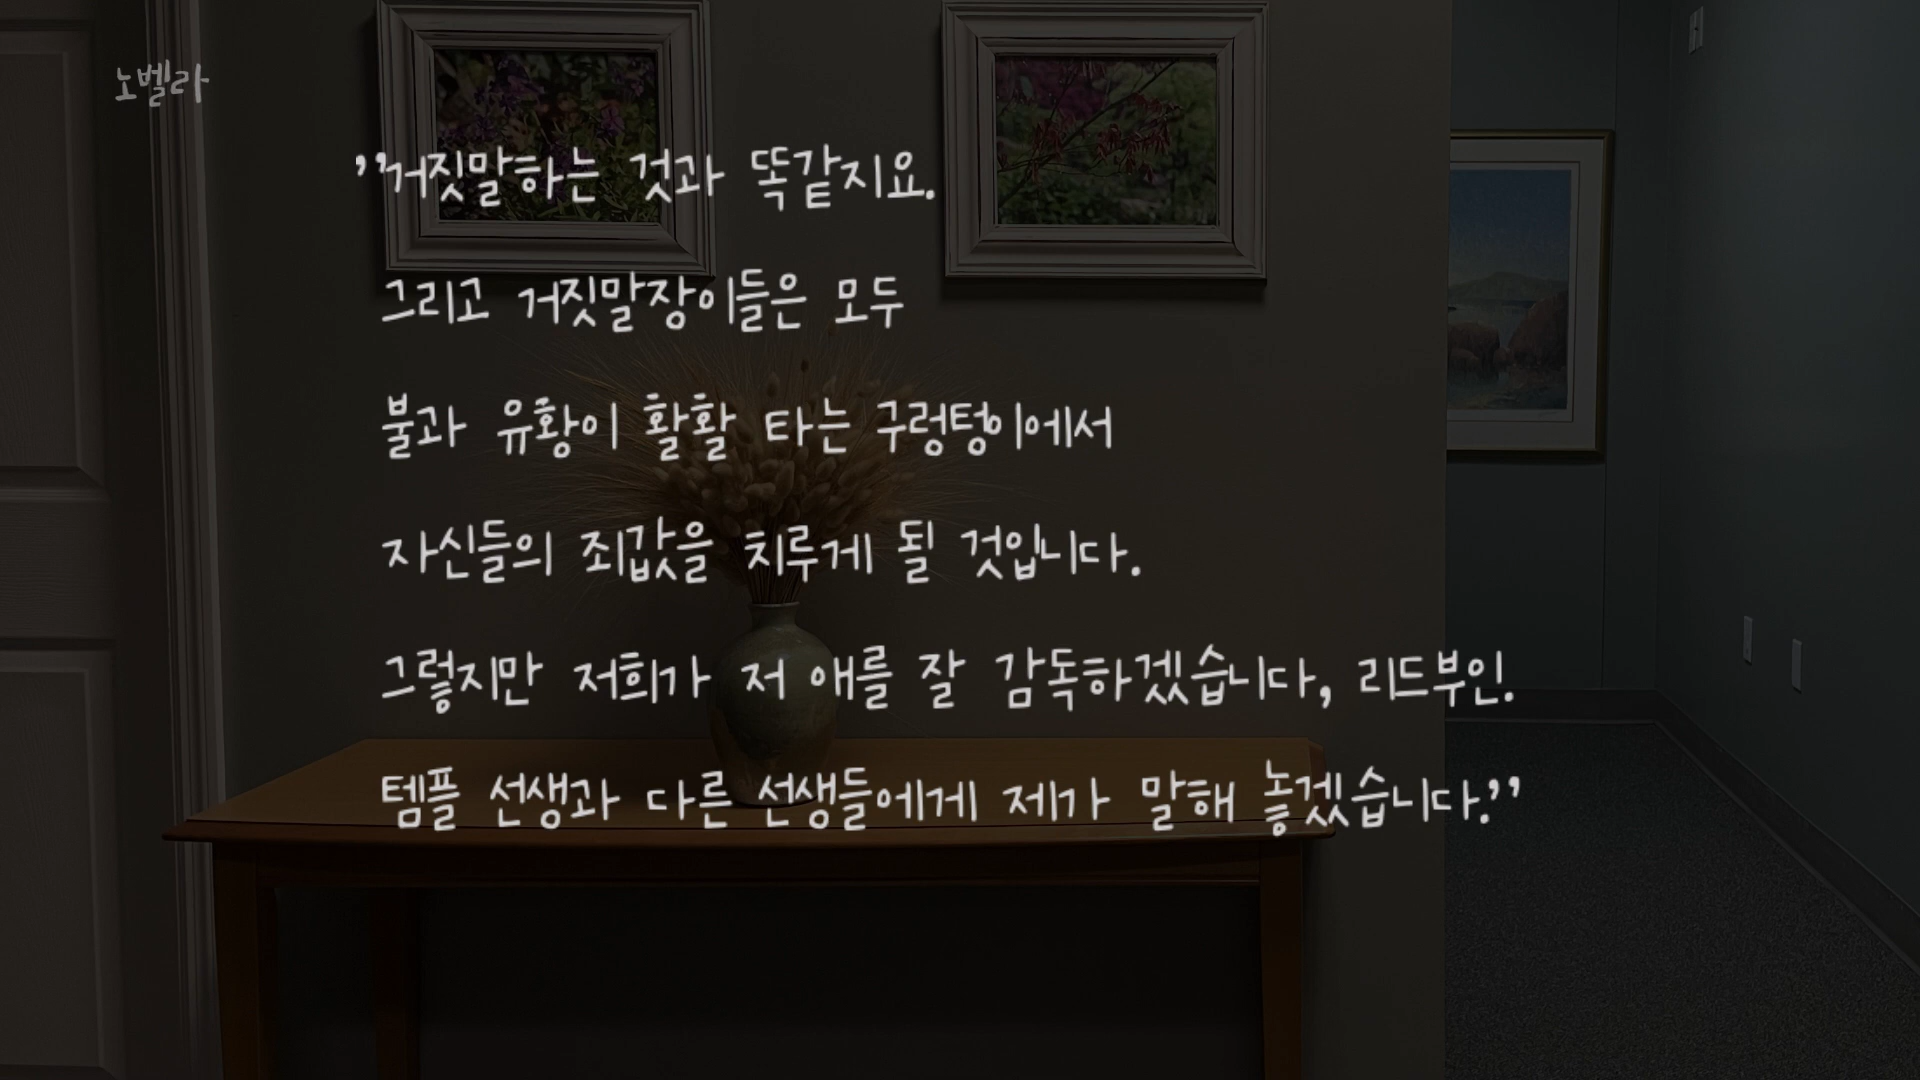 노벨라
’’거짓말하는 것과 똑같지요.
그리고 거짓말장이들은 모두
불과 유황이 활활 타는 구렁텅이에서
자신들의 죄값을 치루게 될 것입니다.
그렇지만 저희가 저 애를 잘 감독하겠습니다, 리드부인.
템플 선생과 다른 선생들에게 제가 말해 놓겠습니다.’’